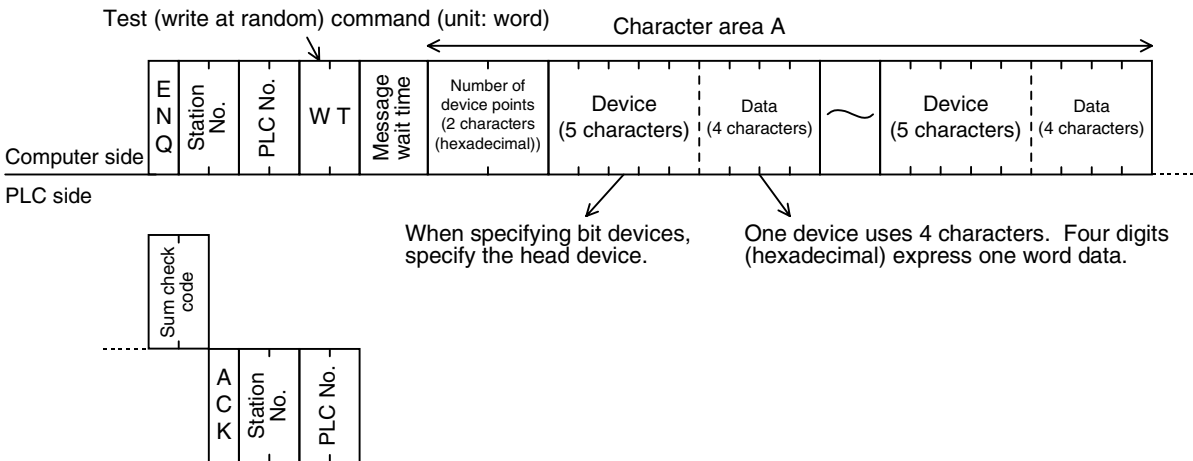 Test (write at random) command (unit: word)
Character area A
ENQ
Station No.
PLC No.
W T
Message wait time
Number of
device points
(2 characters
(hexadecimal))
Device
(5 characters)
Data
(4 characters)
Device
(5 characters)
Data
(4 characters)
Computer side
PLC side
When specifying bit devices,
specify the head device.
One device uses 4 characters. Four digits
(hexadecimal) express one word data.
Sum check
code
ACK
Station
No.
PLC No.